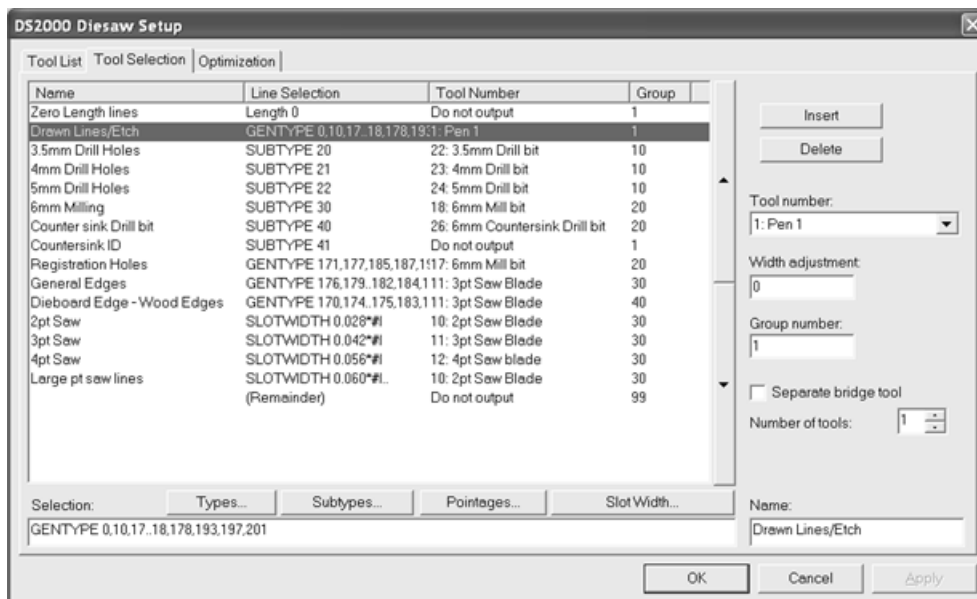 DS2000 Diesaw Setup
Tool List Tool Selection Optimization
Name Line Selection Tool Number Group
Zero Length lines Length 0 Do not output 1
Drawn Lines/Etch GENTYPE 0,10,17..18,178,193 1: Pen 1 1
3.5mm Drill Holes SUBTYPE 20 22: 3.5mm Drill bit 10
4mm Drill Holes SUBTYPE 21 23: 4mm Drill bit 10
5mm Drill Holes SUBTYPE 22 24: 5mm Drill bit 10
6mm Milling SUBTYPE 30 18: 6mm Mill bit 20
Counter sink Drill bit SUBTYPE 40 26: 6mm Countersink Drill bit 20
Countersink ID SUBTYPE 41 Do not output 1
Registration Holes GENTYPE 171,177,185,187,19 17: 6mm Mill bit 20
General Edges GENTYPE 176,179..182,184,1 11: 3pt Saw Blade 30
Dieboard Edge - Wood Edges GENTYPE 170,174..175,183,1 11: 3pt Saw Blade 40
2pt Saw SLOTWIDTH 0.028*#I 10: 2pt Saw Blade 30
3pt Saw SLOTWIDTH 0.042*#I 11: 3pt Saw Blade 30
4pt Saw SLOTWIDTH 0.056*#I 12: 4pt Saw blade 30
Large pt saw lines SLOTWIDTH 0.060*#I.. 10: 2pt Saw Blade 30
(Remainder) Do not output 99
Insert
Delete
Tool number:
1: Pen 1
Width adjustment:
0
Group number:
1
Separate bridge tool
Number of tools: 1
Selection: Types... Subtypes... Pointages... Slot Width...
GENTYPE 0,10,17..18,178,193,197,201
Name:
Drawn Lines/Etch
OK Cancel Apply